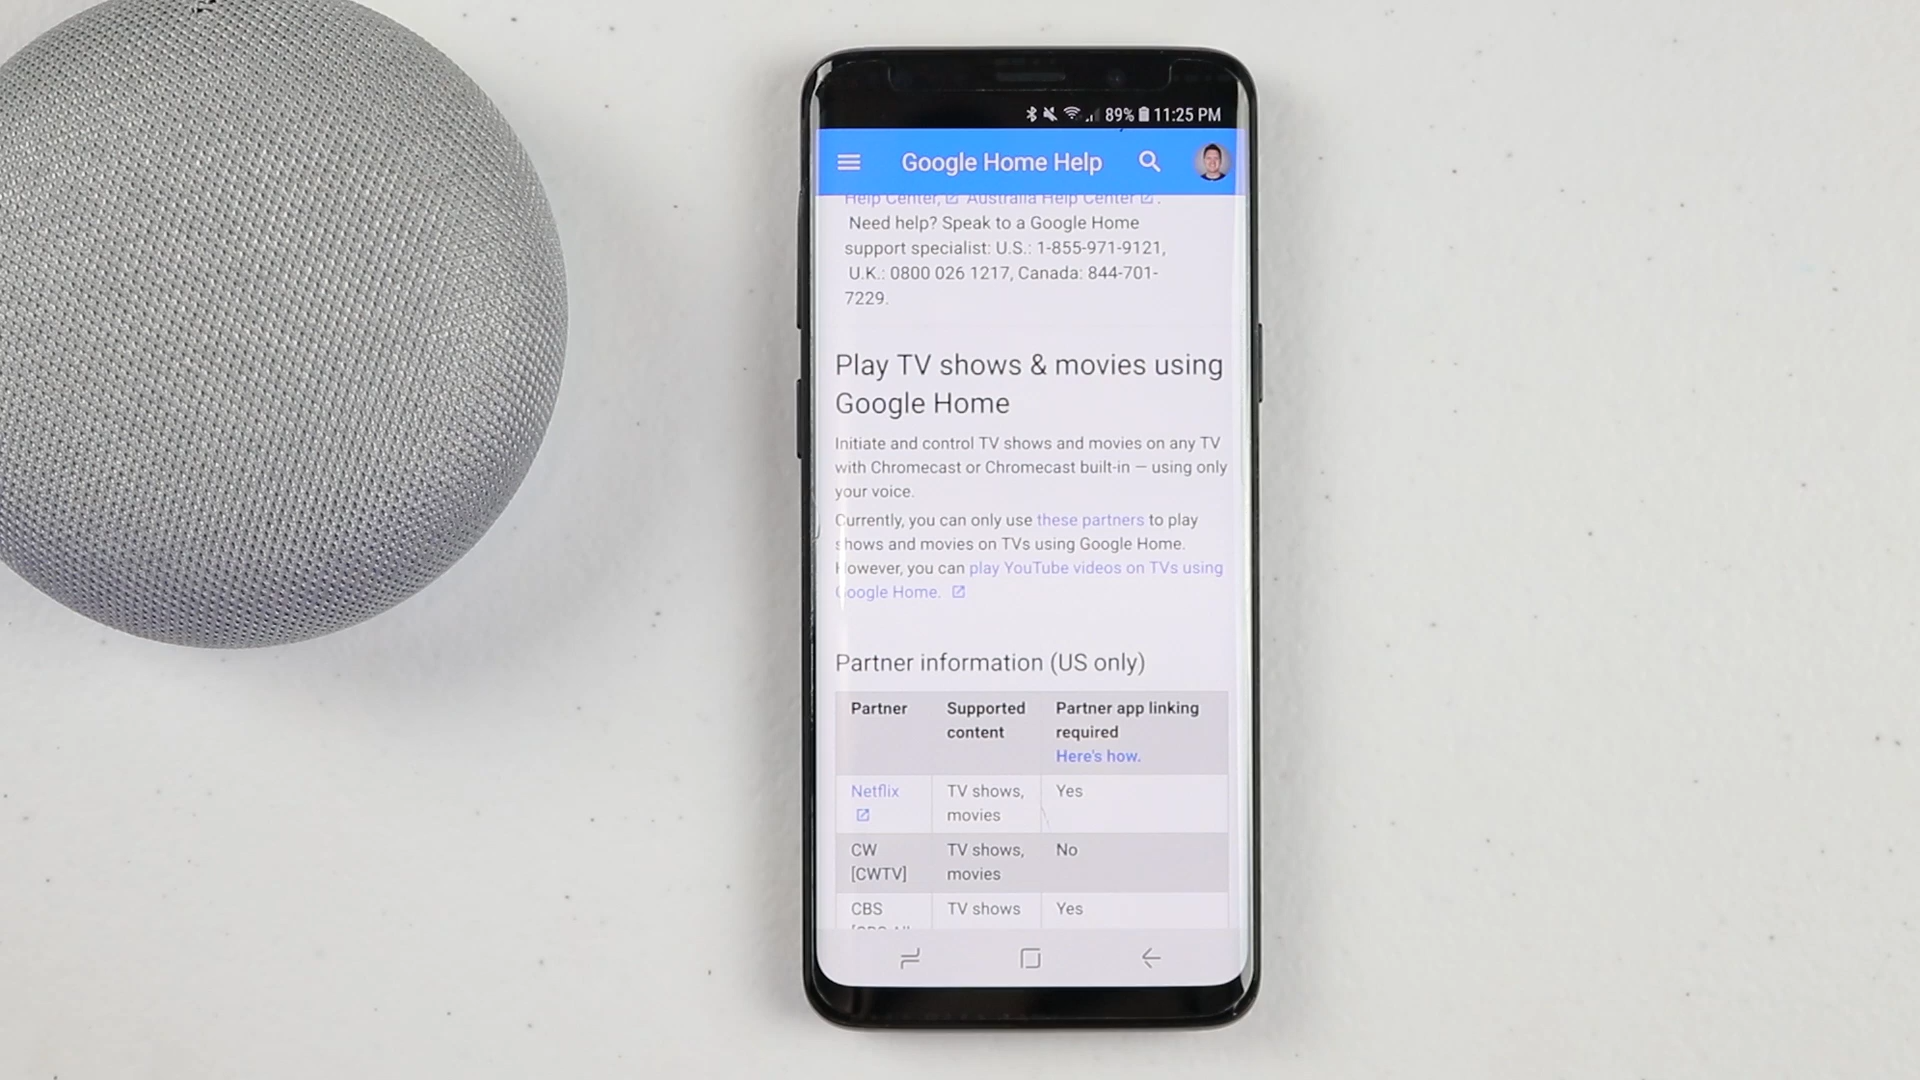 89% 11:25 PM
Google Home Help
Help Center, Australia Help Center .
Need help? Speak to a Google Home
support specialist: U.S.: 1-855-971-9121,
U.K.: 0800 026 1217, Canada: 844-701-
7229.
Play TV shows & movies using
Google Home
Initiate and control TV shows and movies on any TV
with Chromecast or Chromecast built-in — using only
your voice.
Currently, you can only use these partners to play
shows and movies on TVs using Google Home.
However, you can play YouTube videos on TVs using
Google Home.
Partner information (US only)
Partner Supported content Partner app linking required Here's how.
Netflix TV shows, movies Yes
CW [CWTV] TV shows, movies No
CBS TV shows Yes